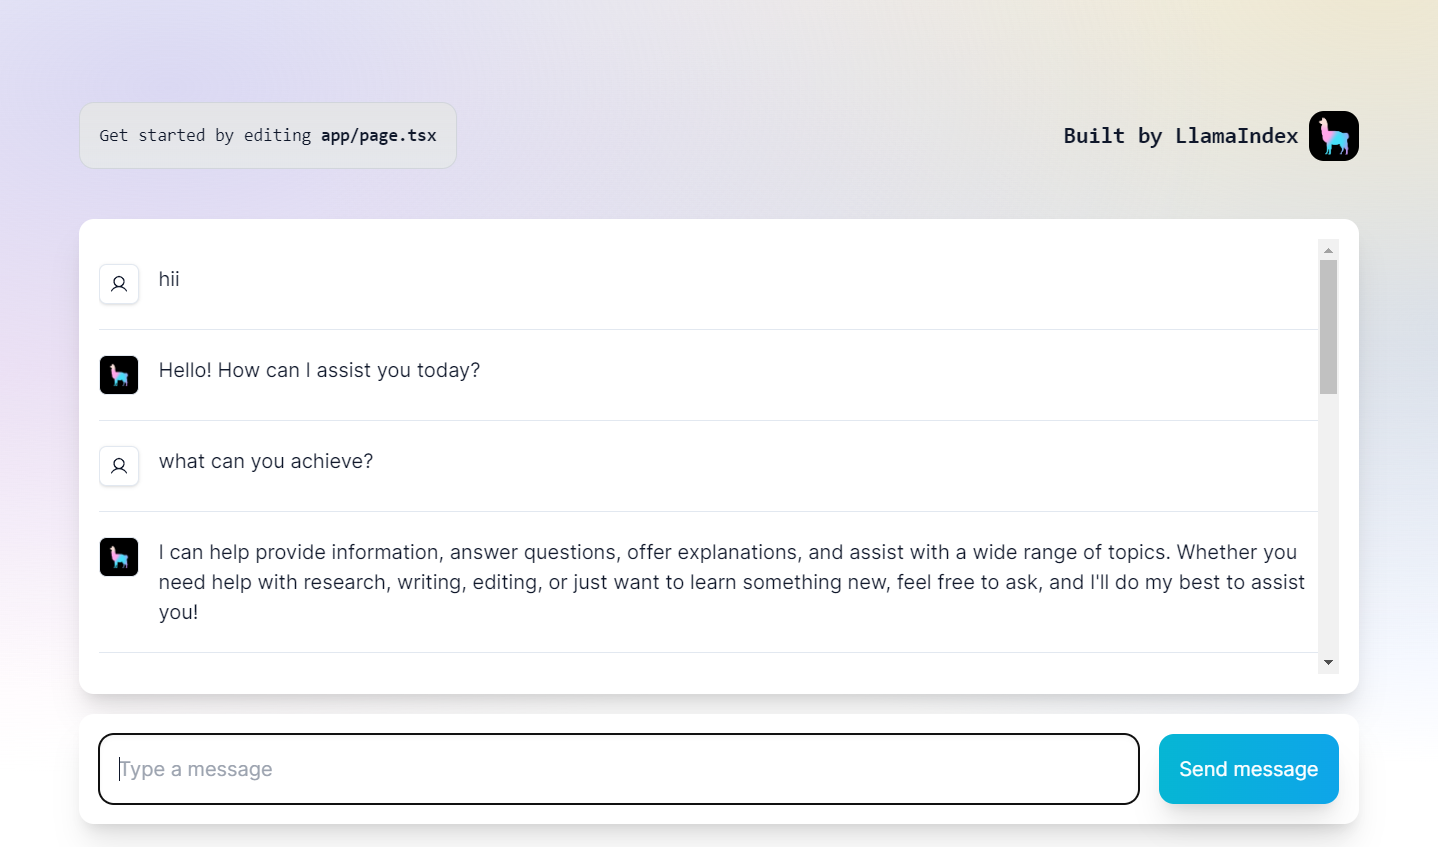 Get started by editing app/page.tsx
Built by LlamaIndex
hii
Hello! How can I assist you today?
what can you achieve?
I can help provide information, answer questions, offer explanations, and assist with a wide range of topics. Whether you
need help with research, writing, editing, or just want to learn something new, feel free to ask, and I'll do my best to assist
you!
Type a message
Send message